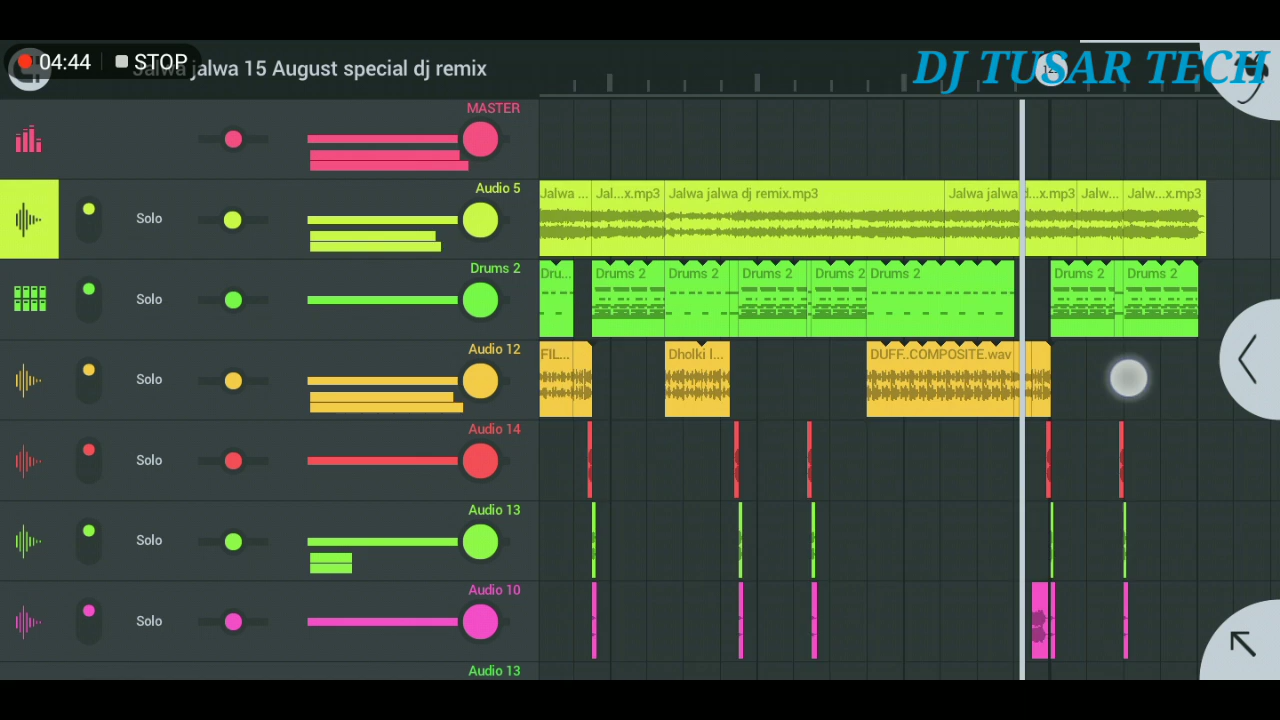 04:44 STOP
jalwa 15 August special dj remix
DJ TUSAR TECH
MASTER
Audio 5
Solo
Jalwa ... Jal...x.mp3 Jalwa jalwa dj remix.mp3 Jalwa jalwa d...x.mp3 Jalw... Jalw...x.mp3
Drums 2
Solo
Dru... Drums 2 Drums 2 Drums 2 Drums 2 Drums 2 Drums 2 Drums 2
Audio 12
Solo
FIL... Dholki l... DUFF..COMPOSITE.wav
Audio 14
Solo
Audio 13
Solo
Audio 10
Solo
Audio 13